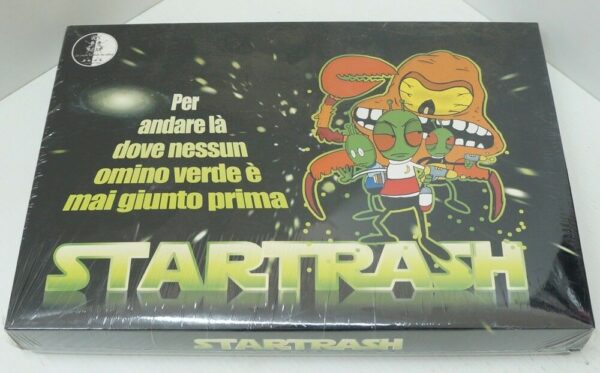 Per
andare là
dove nessun
omino verde è
mai giunto prima
STARTRASH
STARTRASH